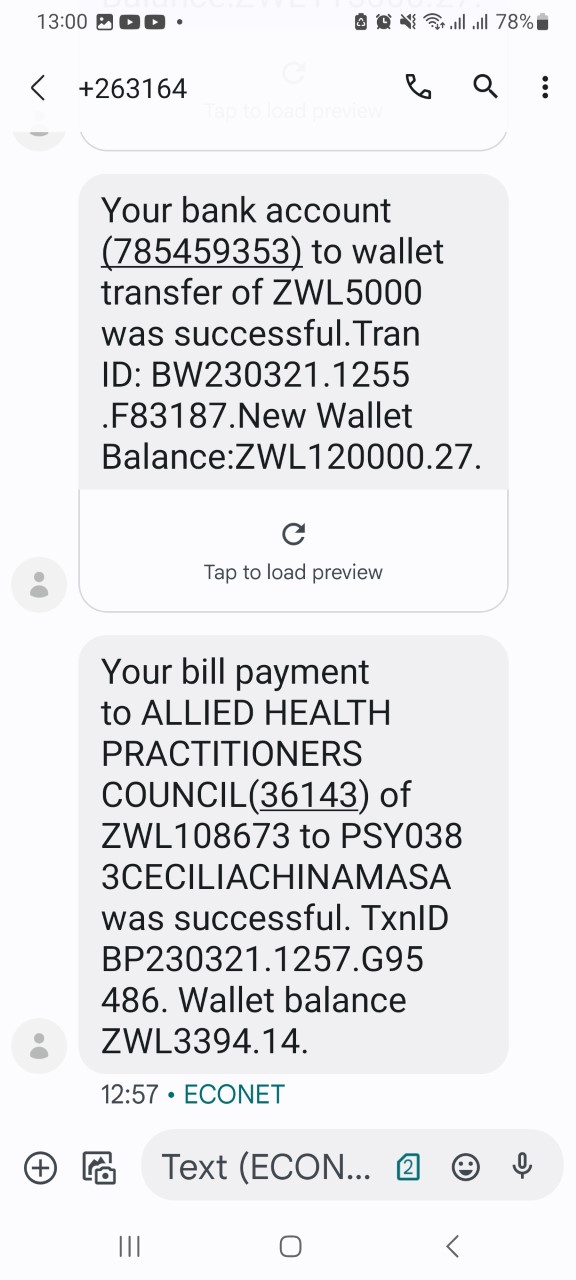 Balance:ZWL115000.27.
13:00
78%
+263164
Tap to load preview
Your bank account
(785459353) to wallet
transfer of ZWL5000
was successful.Tran
ID: BW230321.1255
.F83187.New Wallet
Balance:ZWL120000.27.
Tap to load preview
Your bill payment
to ALLIED HEALTH
PRACTITIONERS
COUNCIL(36143) of
ZWL108673 to PSY038
3CECILIACHINAMASA
was successful. TxnID
BP230321.1257.G95
486. Wallet balance
ZWL3394.14.
12:57 • ECONET
Text (ECON...
2